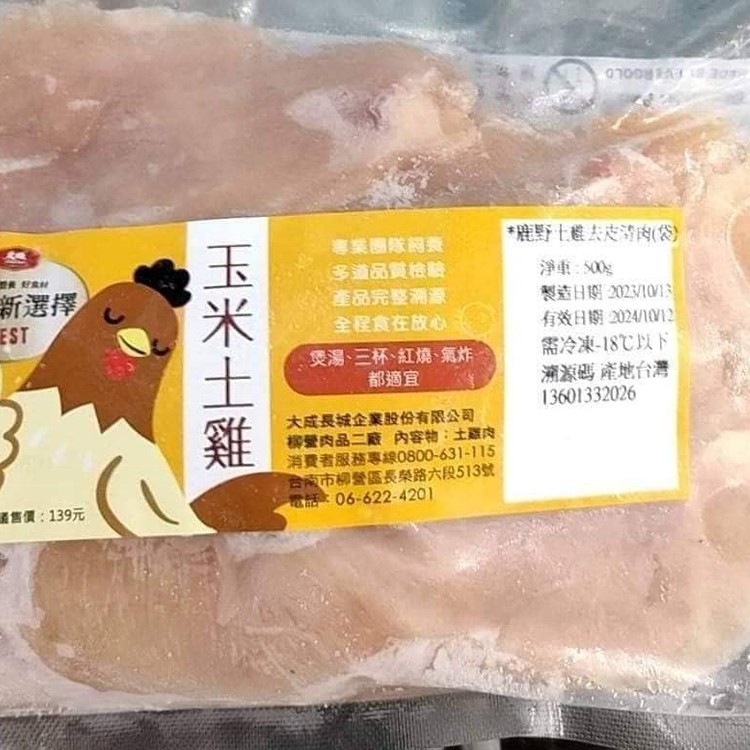 大成
好食材
新選擇
EST
玉米土雞
專業團隊飼養
多道品質檢驗
產品完整溯源
全程食在放心
煲湯、三杯、紅燒、氣炸
都適宜
大成長城企業股份有限公司
柳營肉品二廠 內容物：土雞肉
消費者服務專線0800-631-115
台南市柳營區長榮路六段513號
電話：06-622-4201
售價：139元
*鹿野土雞去皮清肉(袋)
淨重：500g
製造日期:2023/10/13
有效日期:2024/10/12
需冷凍-18℃以下
溯源碼 產地台灣
13601332026